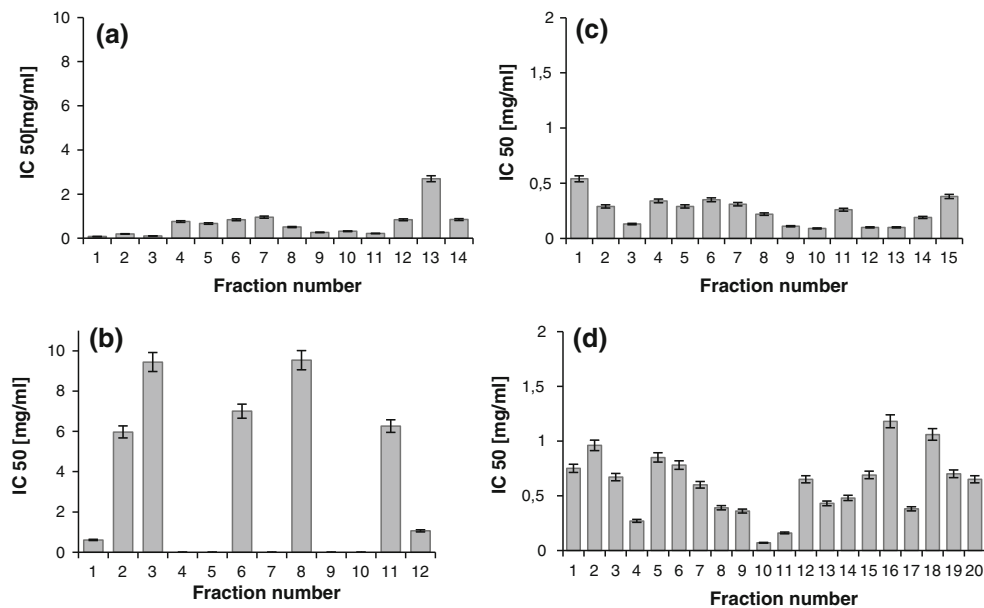 (a)
IC 50[mg/ml]
10
8
6
4
2
0
1 2 3 4 5 6 7 8 9 10 11 12 13 14
Fraction number
(c)
IC 50 [mg/ml]
2
1,5
1
0,5
0
1 2 3 4 5 6 7 8 9 10 11 12 13 14 15
Fraction number
(b)
IC 50 [mg/ml]
10
8
6
4
2
0
1 2 3 4 5 6 7 8 9 10 11 12
Fraction number
(d)
IC 50 [mg/ml]
2
1,5
1
0,5
0
1 2 3 4 5 6 7 8 9 10 11 12 13 14 15 16 17 18 19 20
Fraction number